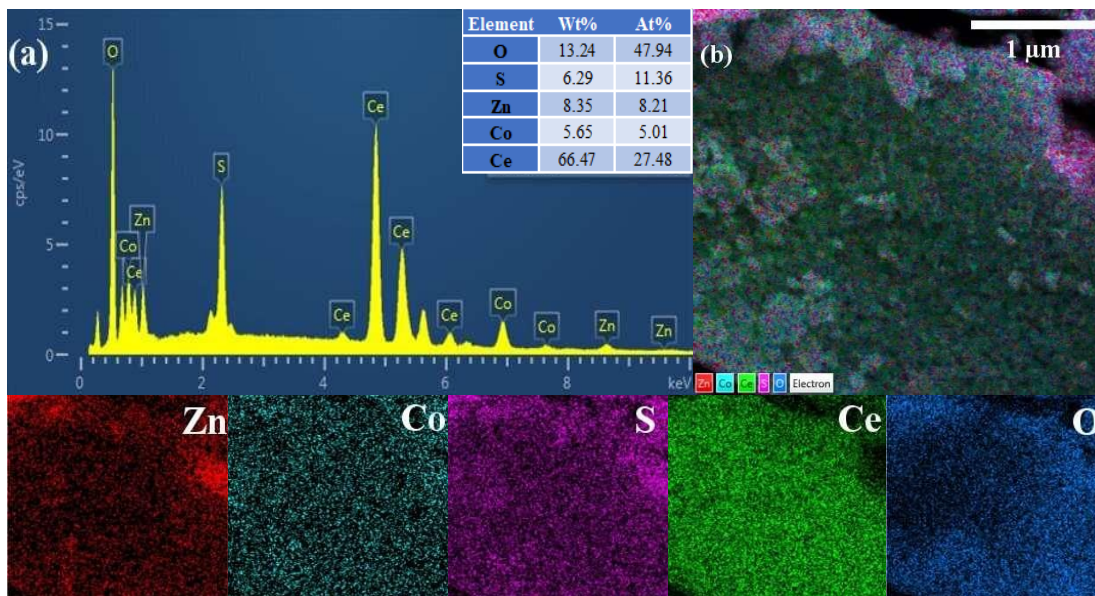 (a)
15
10
5
0
cps/eV
O
Co
Ce
Zn
S
Ce
Ce
Ce
Ce
Co
Co
Zn
Zn
0 2 4 6 8 keV
Element Wt% At%
O 13.24 47.94
S 6.29 11.36
Zn 8.35 8.21
Co 5.65 5.01
Ce 66.47 27.48
(b)
1 μm
Zn Co Ce S O Electron
Zn Co S Ce O